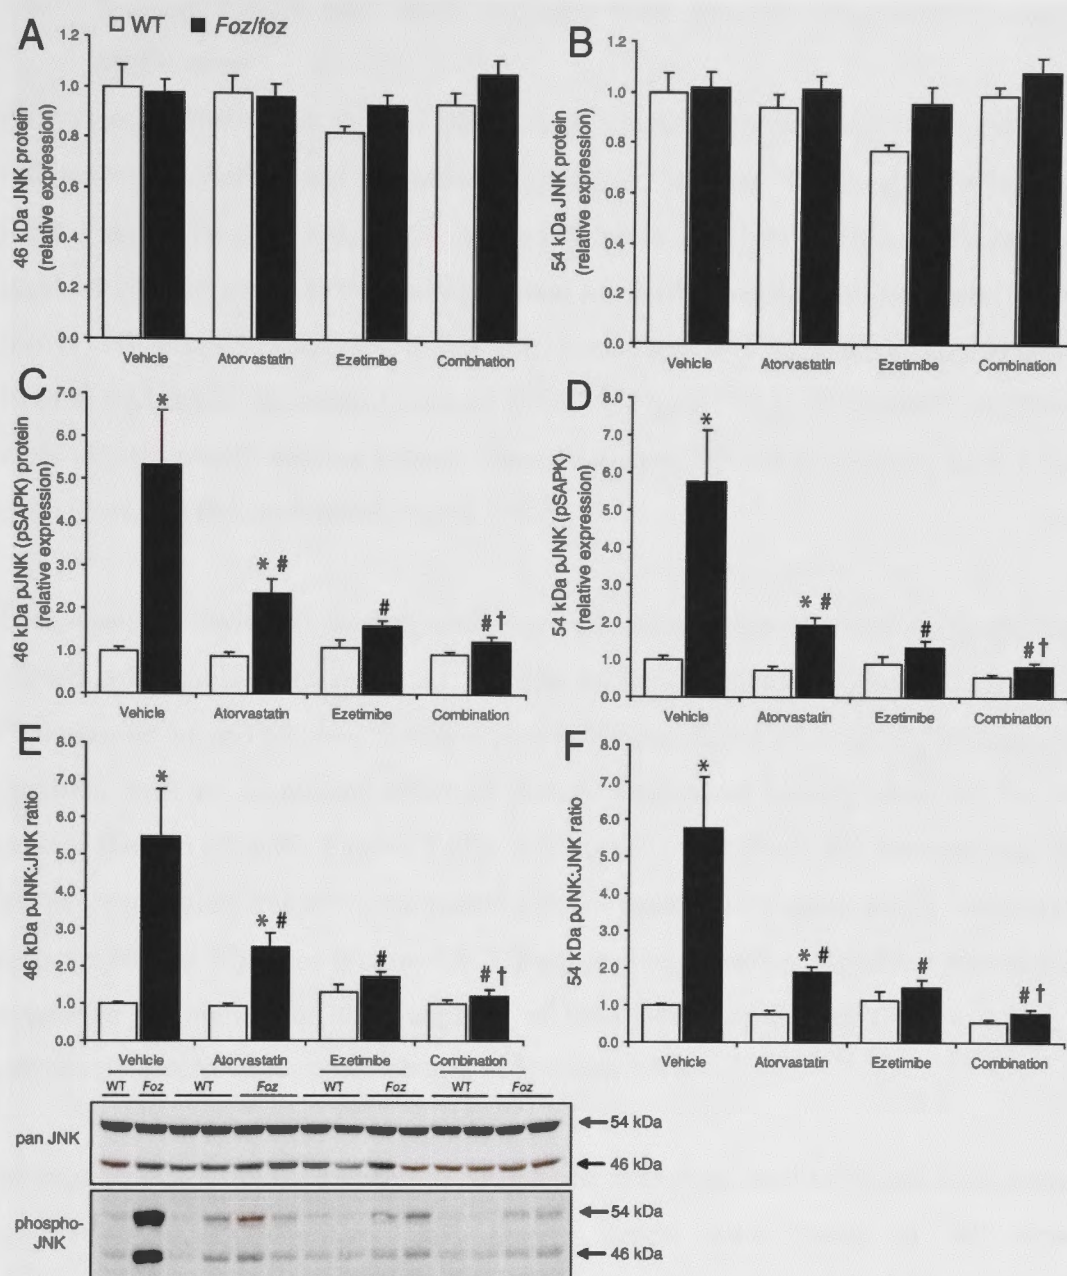 A
WT Foz/foz
46 kDa JNK protein
(relative expression)
1.2
1.0
0.8
0.6
0.4
0.2
0.0
Vehicle Atorvastatin Ezetimibe Combination
B
54 kDa JNK protein
(relative expression)
1.2
1.0
0.8
0.6
0.4
0.2
0.0
Vehicle Atorvastatin Ezetimibe Combination
C
46 kDa pJNK (pSAPK) protein
(relative expression)
7.0
6.0
5.0
4.0
3.0
2.0
1.0
0.0
*
* #
#
# †
Vehicle Atorvastatin Ezetimibe Combination
D
54 kDa pJNK (pSAPK)
(relative expression)
8.0
7.0
6.0
5.0
4.0
3.0
2.0
1.0
0.0
*
* #
#
# †
Vehicle Atorvastatin Ezetimibe Combination
E
46 kDa pJNK:JNK ratio
8.0
7.0
6.0
5.0
4.0
3.0
2.0
1.0
0.0
*
* #
#
# †
Vehicle Atorvastatin Ezetimibe Combination
F
54 kDa pJNK:JNK ratio
8.0
7.0
6.0
5.0
4.0
3.0
2.0
1.0
0.0
*
* #
#
# †
Vehicle Atorvastatin Ezetimibe Combination
WT Foz WT Foz WT Foz WT Foz
pan JNK
54 kDa
46 kDa
phospho-
JNK
54 kDa
46 kDa